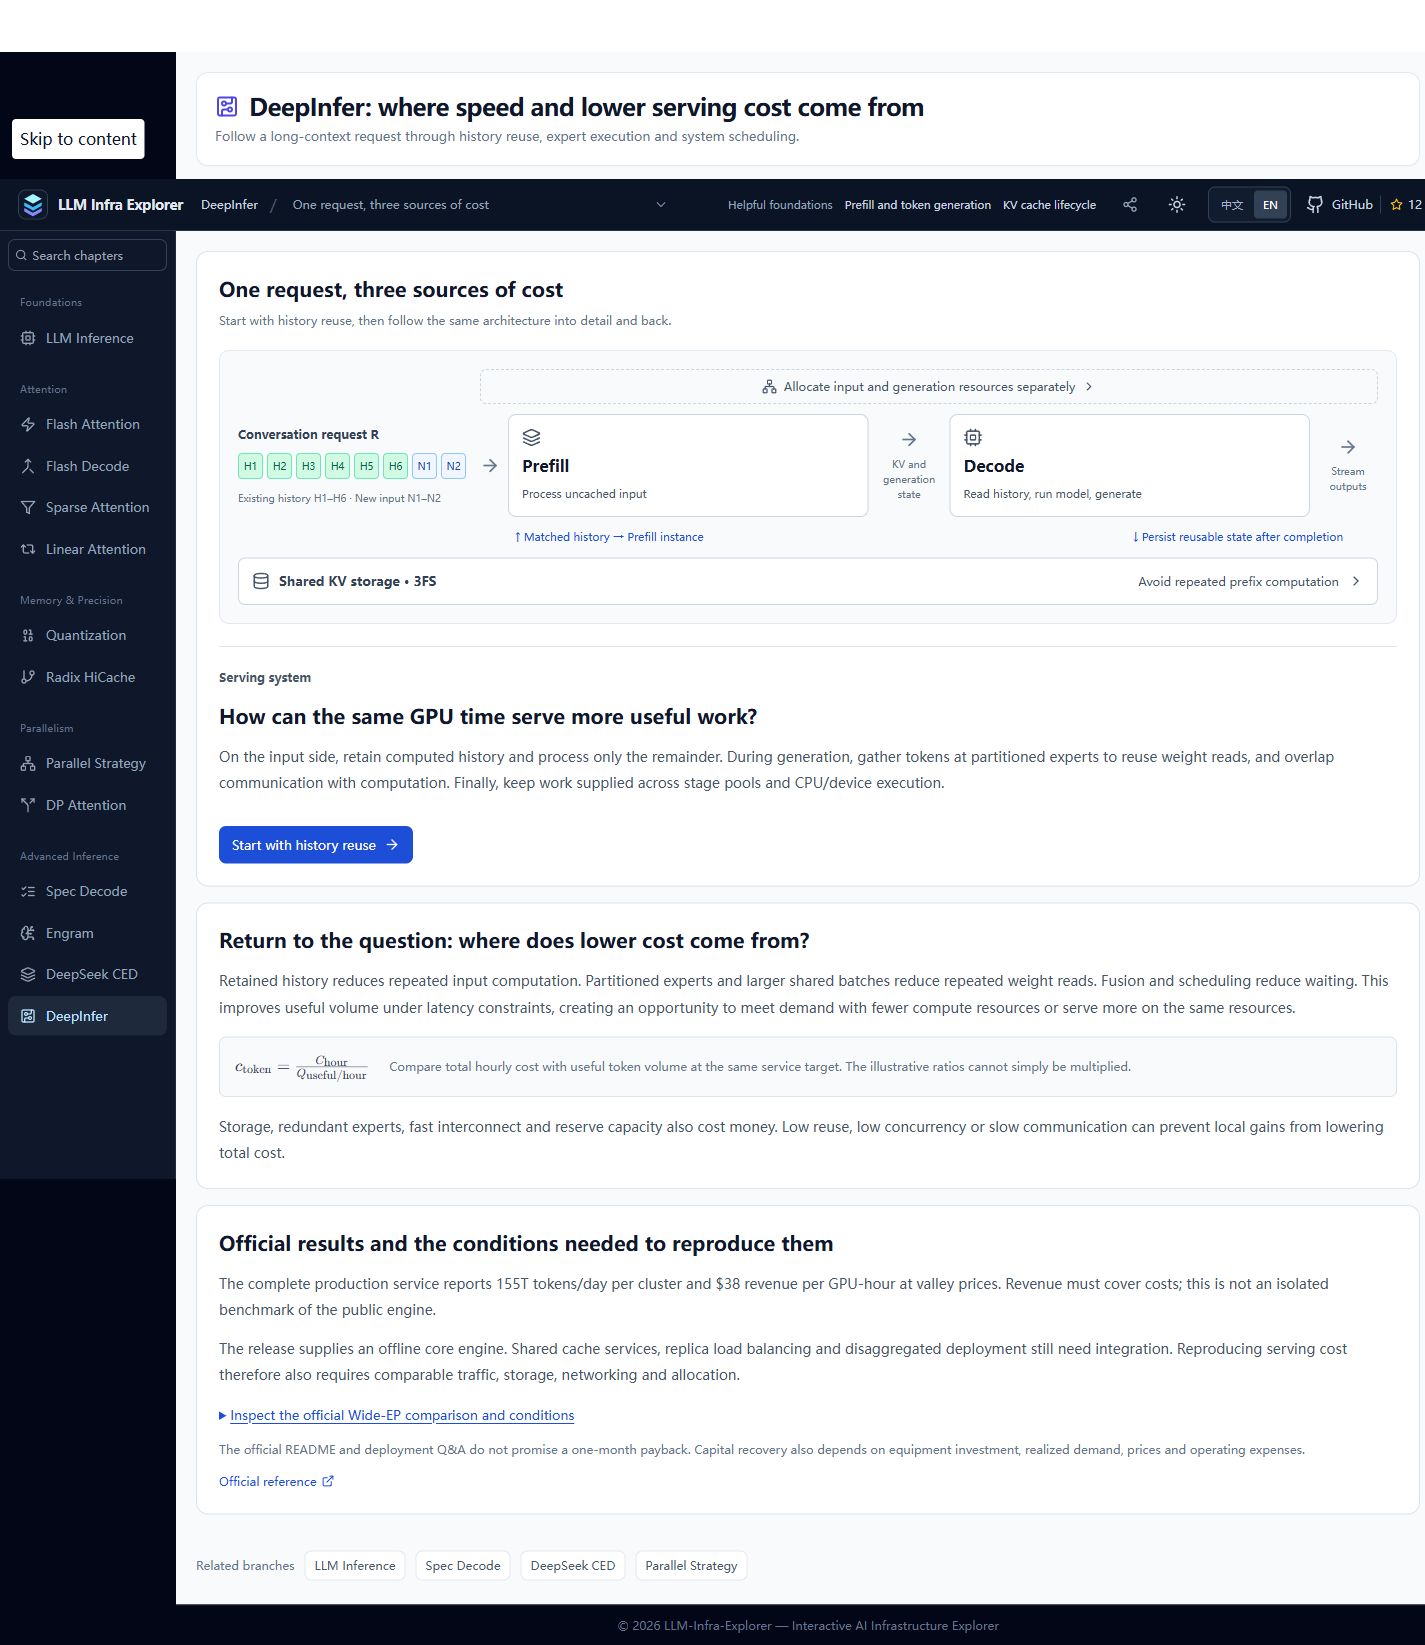 DeepInfer: where speed and lower serving cost come from
Follow a long-context request through history reuse, expert execution and system scheduling.
Skip to content
LLM Infra Explorer
DeepInfer / One request, three sources of cost
Helpful foundations Prefill and token generation KV cache lifecycle
中文 EN
GitHub 12
Search chapters
Foundations
LLM Inference
Attention
Flash Attention
Flash Decode
Sparse Attention
Linear Attention
Memory & Precision
Quantization
Radix HiCache
Parallelism
Parallel Strategy
DP Attention
Advanced Inference
Spec Decode
Engram
DeepSeek CED
DeepInfer
One request, three sources of cost
Start with history reuse, then follow the same architecture into detail and back.
Allocate input and generation resources separately
Conversation request R
H1 H2 H3 H4 H5 H6 N1 N2
Existing history H1–H6 · New input N1–N2
Prefill
Process uncached input
KV and
generation
state
Decode
Read history, run model, generate
Stream
outputs
↑ Matched history → Prefill instance
↓ Persist reusable state after completion
Shared KV storage • 3FS
Avoid repeated prefix computation
Serving system
How can the same GPU time serve more useful work?
On the input side, retain computed history and process only the remainder. During generation, gather tokens at partitioned experts to reuse weight reads, and overlap
communication with computation. Finally, keep work supplied across stage pools and CPU/device execution.
Start with history reuse →
Return to the question: where does lower cost come from?
Retained history reduces repeated input computation. Partitioned experts and larger shared batches reduce repeated weight reads. Fusion and scheduling reduce waiting. This
improves useful volume under latency constraints, creating an opportunity to meet demand with fewer compute resources or serve more on the same resources.
c_token = C_hour / Q_useful/hour
Compare total hourly cost with useful token volume at the same service target. The illustrative ratios cannot simply be multiplied.
Storage, redundant experts, fast interconnect and reserve capacity also cost money. Low reuse, low concurrency or slow communication can prevent local gains from lowering
total cost.
Official results and the conditions needed to reproduce them
The complete production service reports 155T tokens/day per cluster and $38 revenue per GPU-hour at valley prices. Revenue must cover costs; this is not an isolated
benchmark of the public engine.
The release supplies an offline core engine. Shared cache services, replica load balancing and disaggregated deployment still need integration. Reproducing serving cost
therefore also requires comparable traffic, storage, networking and allocation.
▶ Inspect the official Wide-EP comparison and conditions
The official README and deployment Q&A do not promise a one-month payback. Capital recovery also depends on equipment investment, realized demand, prices and operating expenses.
Official reference
Related branches LLM Inference Spec Decode DeepSeek CED Parallel Strategy
© 2026 LLM-Infra-Explorer — Interactive AI Infrastructure Explorer